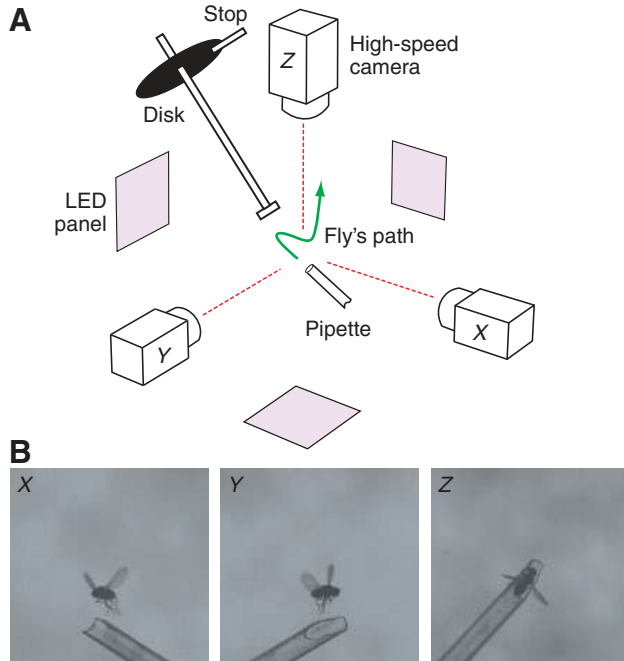 A
Stop
Z
High-speed
camera
Disk
LED
panel
Fly's path
Pipette
Y
X
B
X
Y
Z